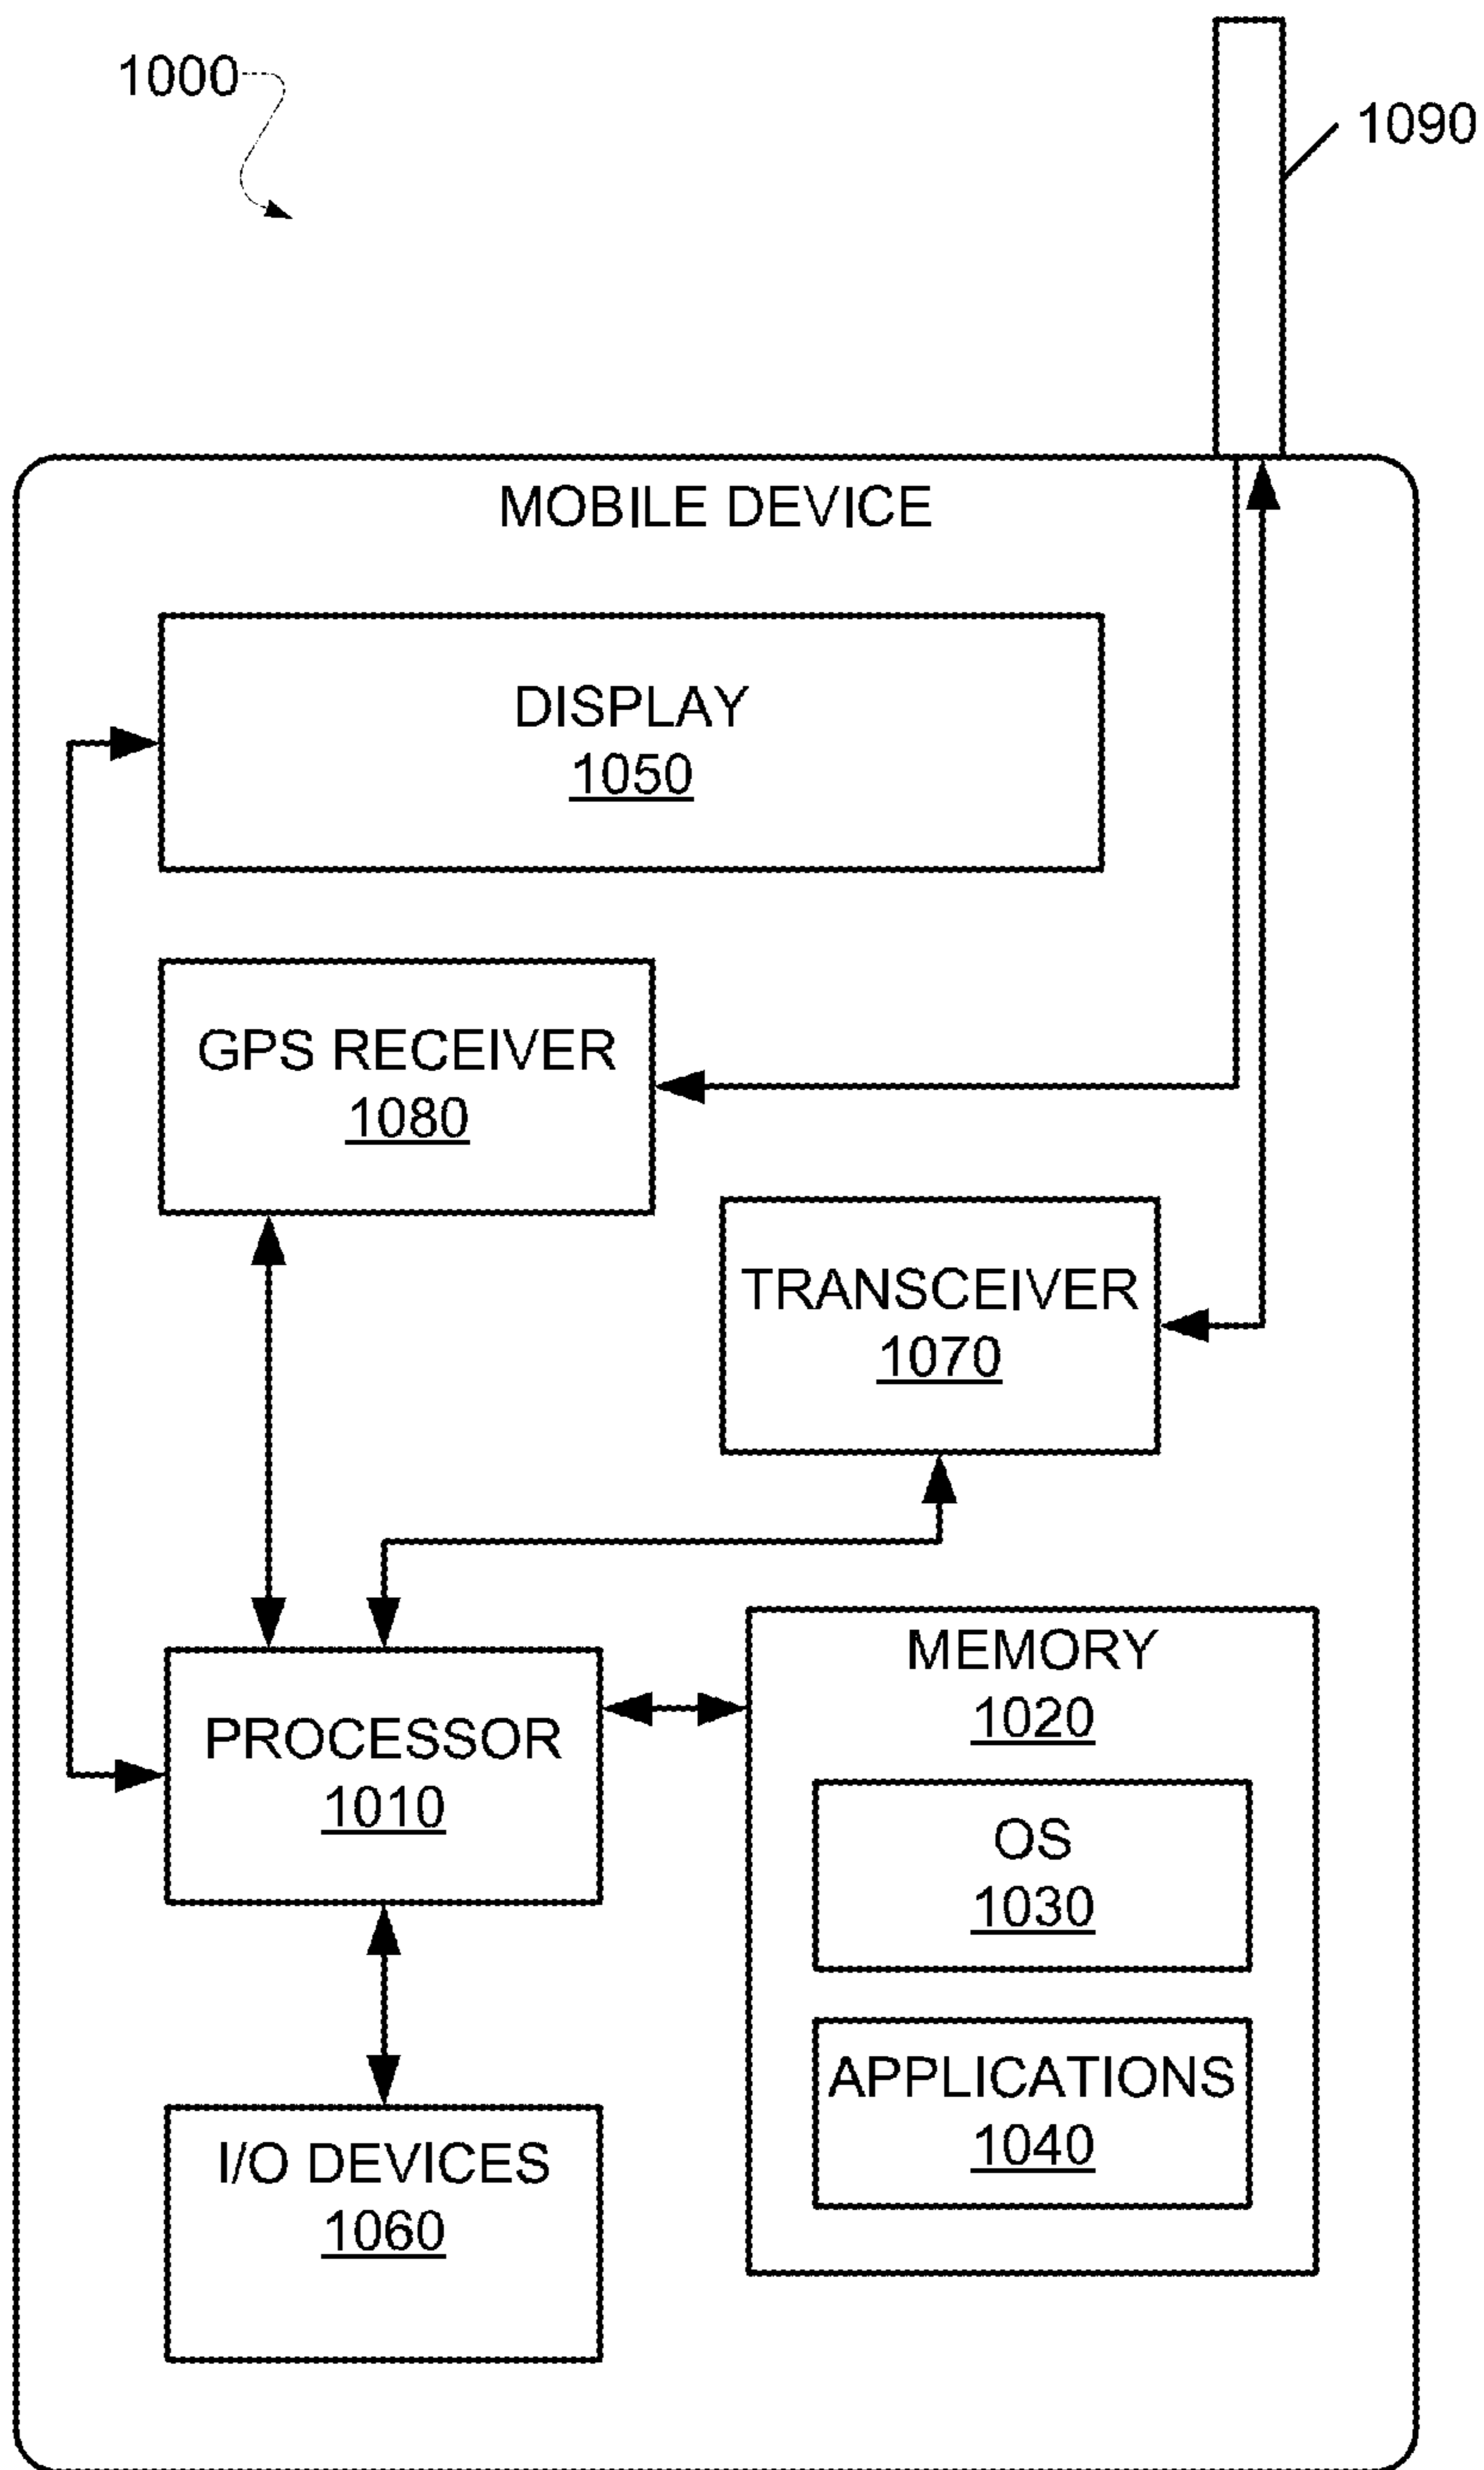 1000
1090
MOBILE DEVICE
DISPLAY
1050
GPS RECEIVER
1080
TRANSCEIVER
1070
PROCESSOR
1010
MEMORY
1020
OS
1030
APPLICATIONS
1040
I/O DEVICES
1060